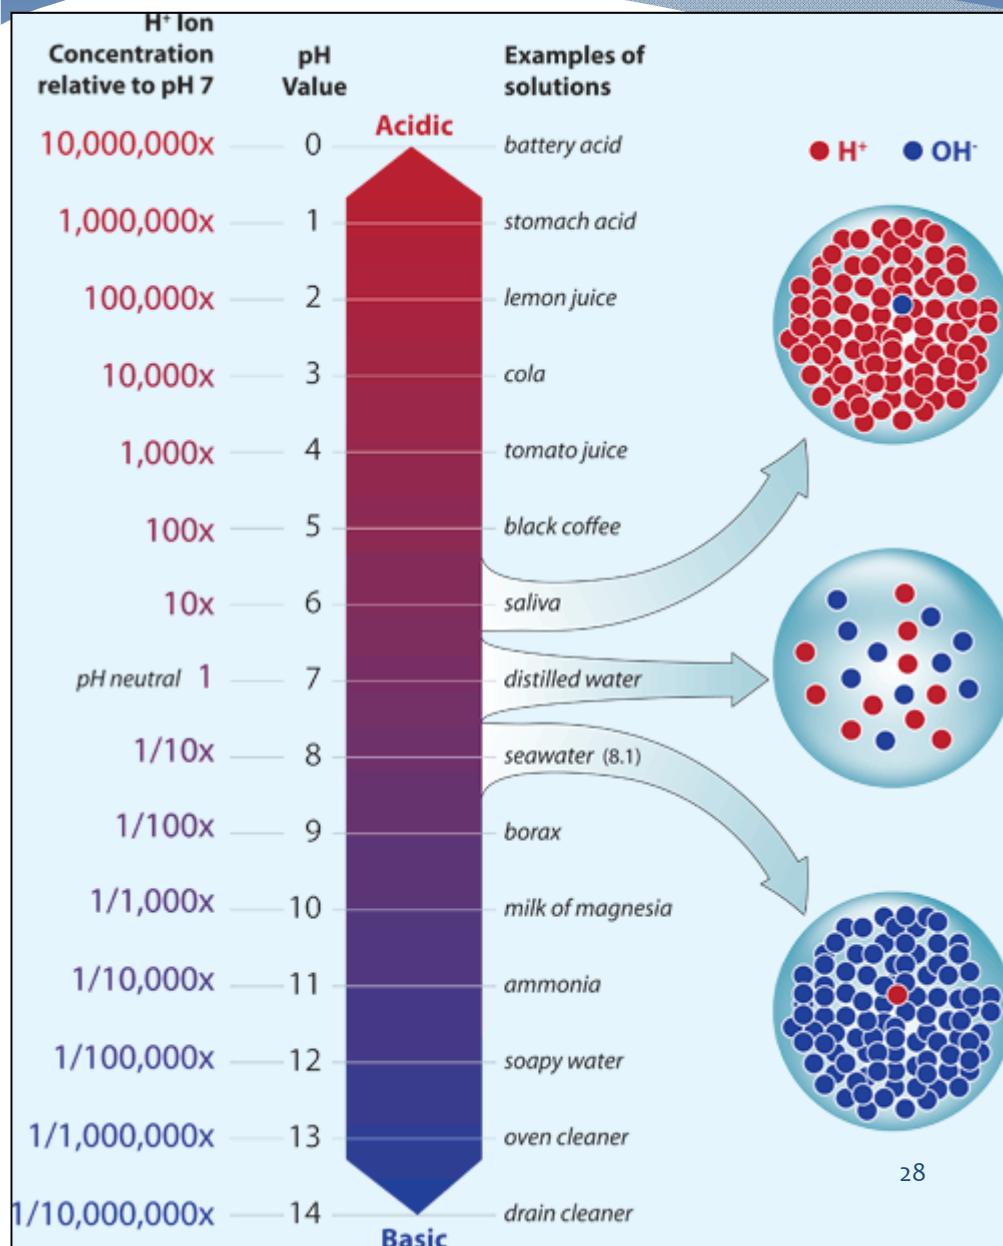 H⁺ Ion
Concentration
relative to pH 7
pH
Value
Examples of
solutions
Acidic
10,000,000x 0 battery acid
H⁺ OH⁻
1,000,000x 1 stomach acid
100,000x 2 lemon juice
10,000x 3 cola
1,000x 4 tomato juice
100x 5 black coffee
10x 6 saliva
pH neutral 1 7 distilled water
1/10x 8 seawater (8.1)
1/100x 9 borax
1/1,000x 10 milk of magnesia
1/10,000x 11 ammonia
1/100,000x 12 soapy water
1/1,000,000x 13 oven cleaner
28
1/10,000,000x 14 drain cleaner
Basic